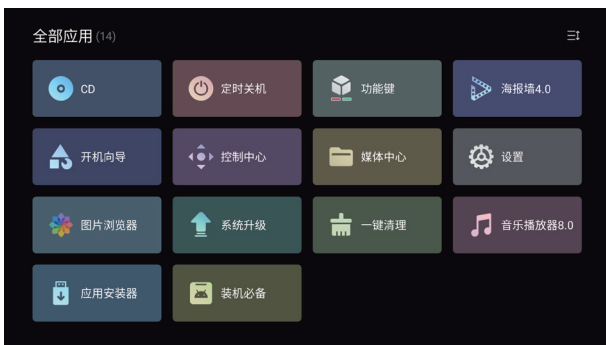 全部应用 (14)
CD
定时关机
功能键
海报墙4.0
开机向导
控制中心
媒体中心
设置
图片浏览器
系统升级
一键清理
音乐播放器8.0
应用安装器
装机必备